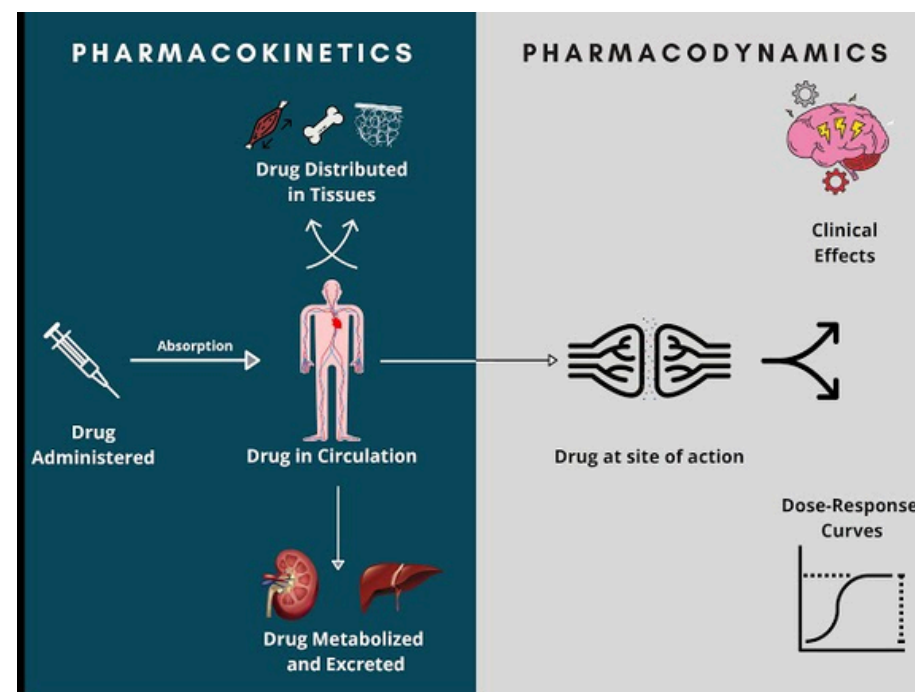 PHARMACOKINETICS
Drug Distributed
in Tissues
Absorption
Drug
Administered
Drug in Circulation
Drug Metabolized
and Excreted
PHARMACODYNAMICS
Clinical
Effects
Drug at site of action
Dose-Response
Curves